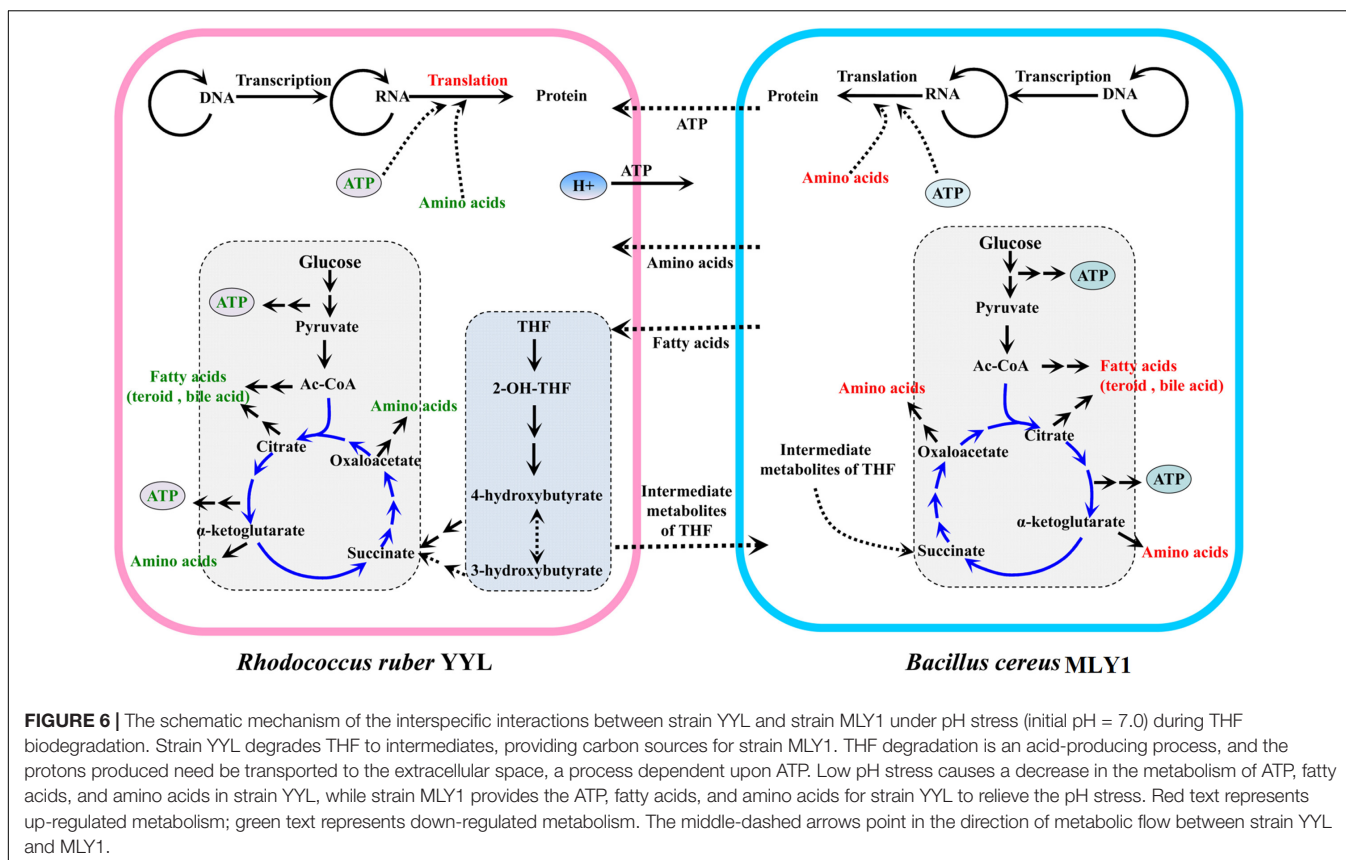 Transcription
DNA
RNA
Translation
Protein
ATP
Amino acids
H+
ATP
Glucose
ATP
Pyruvate
Ac-CoA
Fatty acids
(teroid , bile acid)
Amino acids
Citrate
Oxaloacetate
ATP
α-ketoglutarate
Amino acids
Succinate
THF
2-OH-THF
4-hydroxybutyrate
3-hydroxybutyrate
Rhodococcus ruber YYL
ATP
Amino acids
Fatty acids
Intermediate
metabolites
of THF
Protein
Translation
RNA
Transcription
DNA
Amino acids
ATP
Glucose
ATP
Pyruvate
Ac-CoA
Fatty acids
(teroid , bile acid)
Amino acids
Citrate
Oxaloacetate
Intermediate
metabolites of THF
ATP
α-ketoglutarate
Succinate
Amino acids
Bacillus cereus MLY1
FIGURE 6 | The schematic mechanism of the interspecific interactions between strain YYL and strain MLY1 under pH stress (initial pH = 7.0) during THF
biodegradation. Strain YYL degrades THF to intermediates, providing carbon sources for strain MLY1. THF degradation is an acid-producing process, and the
protons produced need be transported to the extracellular space, a process dependent upon ATP. Low pH stress causes a decrease in the metabolism of ATP, fatty
acids, and amino acids in strain YYL, while strain MLY1 provides the ATP, fatty acids, and amino acids for strain YYL to relieve the pH stress. Red text represents
up-regulated metabolism; green text represents down-regulated metabolism. The middle-dashed arrows point in the direction of metabolic flow between strain YYL
and MLY1.